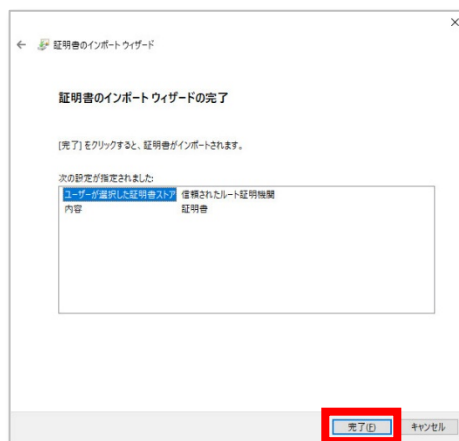 証明書のインポート ウィザード
証明書のインポート ウィザードの完了
[完了] をクリックすると、証明書がインポートされます。
次の設定が指定されました:
ユーザーが選択した証明書ストア 信頼されたルート証明機関
内容 証明書
完了(F) キャンセル